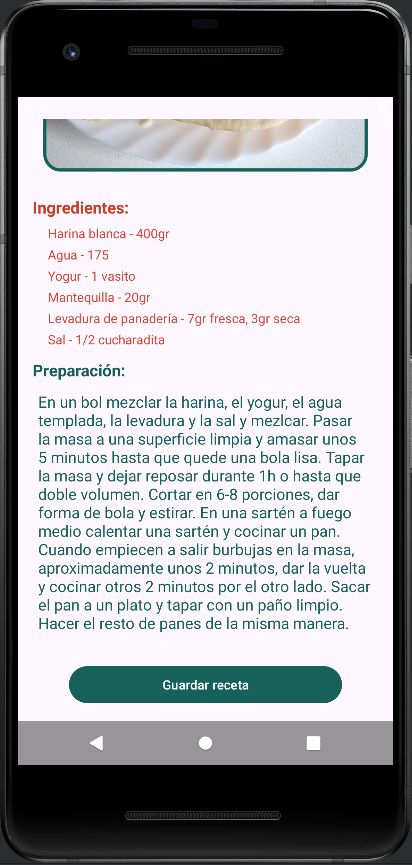 Ingredientes:
Harina blanca - 400gr
Agua - 175
Yogur - 1 vasito
Mantequilla - 20gr
Levadura de panadería - 7gr fresca, 3gr seca
Sal - 1/2 cucharadita
Preparación:
En un bol mezclar la harina, el yogur, el agua
templada, la levadura y la sal y mezlcar. Pasar
la masa a una superficie limpia y amasar unos
5 minutos hasta que quede una bola lisa. Tapar
la masa y dejar reposar durante 1h o hasta que
doble volumen. Cortar en 6-8 porciones, dar
forma de bola y estirar. En una sartén a fuego
medio calentar una sartén y cocinar un pan.
Cuando empiecen a salir burbujas en la masa,
aproximadamente unos 2 minutos, dar la vuelta
y cocinar otros 2 minutos por el otro lado. Sacar
el pan a un plato y tapar con un paño limpio.
Hacer el resto de panes de la misma manera.
Guardar receta